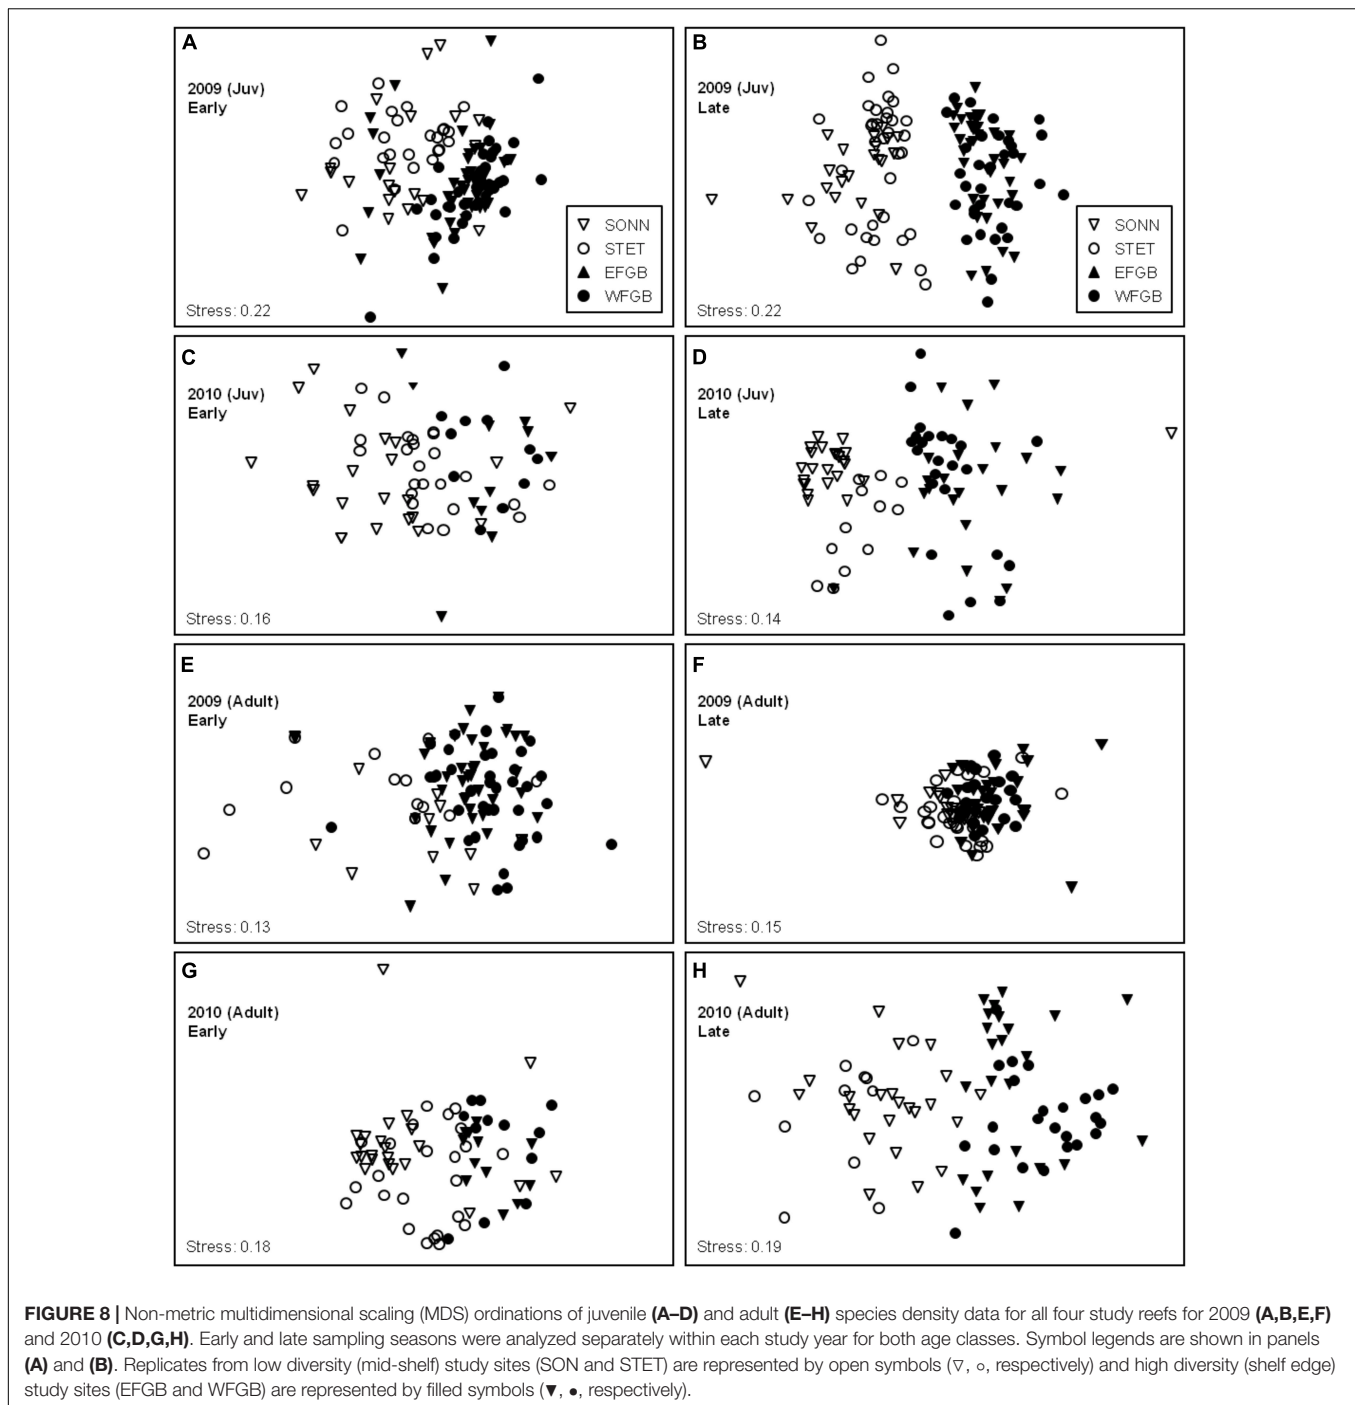 A
2009 (Juv)
Early
▽ SONN
○ STET
▲ EFGB
● WFGB
Stress: 0.22
B
2009 (Juv)
Late
▽ SONN
○ STET
▲ EFGB
● WFGB
Stress: 0.22
C
2010 (Juv)
Early
Stress: 0.16
D
2010 (Juv)
Late
Stress: 0.14
E
2009 (Adult)
Early
Stress: 0.13
F
2009 (Adult)
Late
Stress: 0.15
G
2010 (Adult)
Early
Stress: 0.18
H
2010 (Adult)
Late
Stress: 0.19
FIGURE 8 | Non-metric multidimensional scaling (MDS) ordinations of juvenile (A–D) and adult (E–H) species density data for all four study reefs for 2009 (A,B,E,F)
and 2010 (C,D,G,H). Early and late sampling seasons were analyzed separately within each study year for both age classes. Symbol legends are shown in panels
(A) and (B). Replicates from low diversity (mid-shelf) study sites (SON and STET) are represented by open symbols (▽, ○, respectively) and high diversity (shelf edge)
study sites (EFGB and WFGB) are represented by filled symbols (▼, ●, respectively).